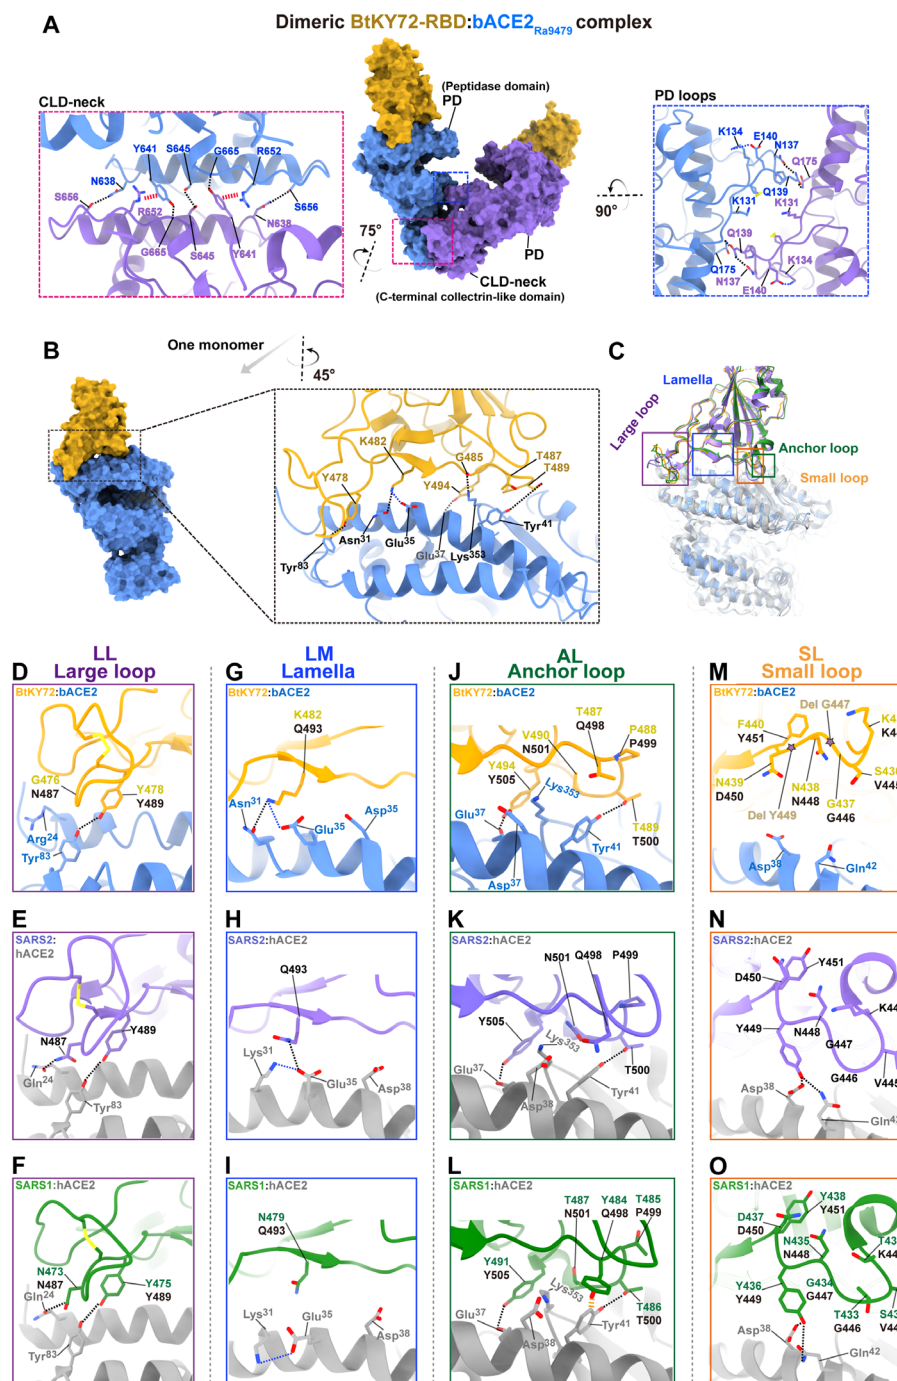 A
Dimeric BtKY72-RBD:bACE2Ra9479 complex
(Peptidase domain)
PD
CLD-neck
Y641
S645
G665
R652
N638
S656
S656
R652
N638
G665
S645
Y641
75°
PD
CLD-neck
(C-terminal collectrin-like domain)
90°
PD loops
K134
E140
N137
Q175
Q139
K131
K131
Q139
K134
Q175
N137
E140
B
One monomer
45°
K482
G485
T487
T489
Y478
Y494
Tyr41
Asn31
Glu35
Glu37
Lys353
Tyr83
C
Lamella
Large loop
Anchor loop
Small loop
LL
Large loop
LM
Lamella
AL
Anchor loop
SL
Small loop
D
BtKY72:bACE2
G476
N487
Y478
Y489
Arg24
Tyr83
G
BtKY72:bACE2
K482
Q493
Asn31
Asp35
Glu35
J
BtKY72:bACE2
T487
Q498
V490
N501
P488
P499
Y494
Y505
Lys353
Glu37
T489
T500
Tyr41
Asp37
M
BtKY72:bACE2
Del G447
F440
Y451
N439
D450
N438
N448
G437
G446
Del Y449
Asp38
Gln42
E
SARS2:
hACE2
N487
Y489
Gln24
Tyr83
H
SARS2:hACE2
Q493
Lys31
Glu35
Asp38
K
SARS2:hACE2
N501
Q498
P499
Y505
Lys353
T500
Glu37
Asp38
Tyr41
N
SARS2:hACE2
D450
Y451
Y449
N448
G447
G446
Asp38
F
SARS1:hACE2
N473
N487
Gln24
Y475
Y489
Tyr83
I
SARS1:hACE2
N479
Q493
Lys31
Glu35
Asp38
L
SARS1:hACE2
T487
N501
Y484
Q498
T485
P499
Y491
Y505
Lys353
Glu37
T486
T500
Asp38
Tyr41
O
SARS1:hACE2
Y438
Y451
D437
D450
N435
N448
Y436
Y449
G434
G447
T433
G446
Asp38
Gln42